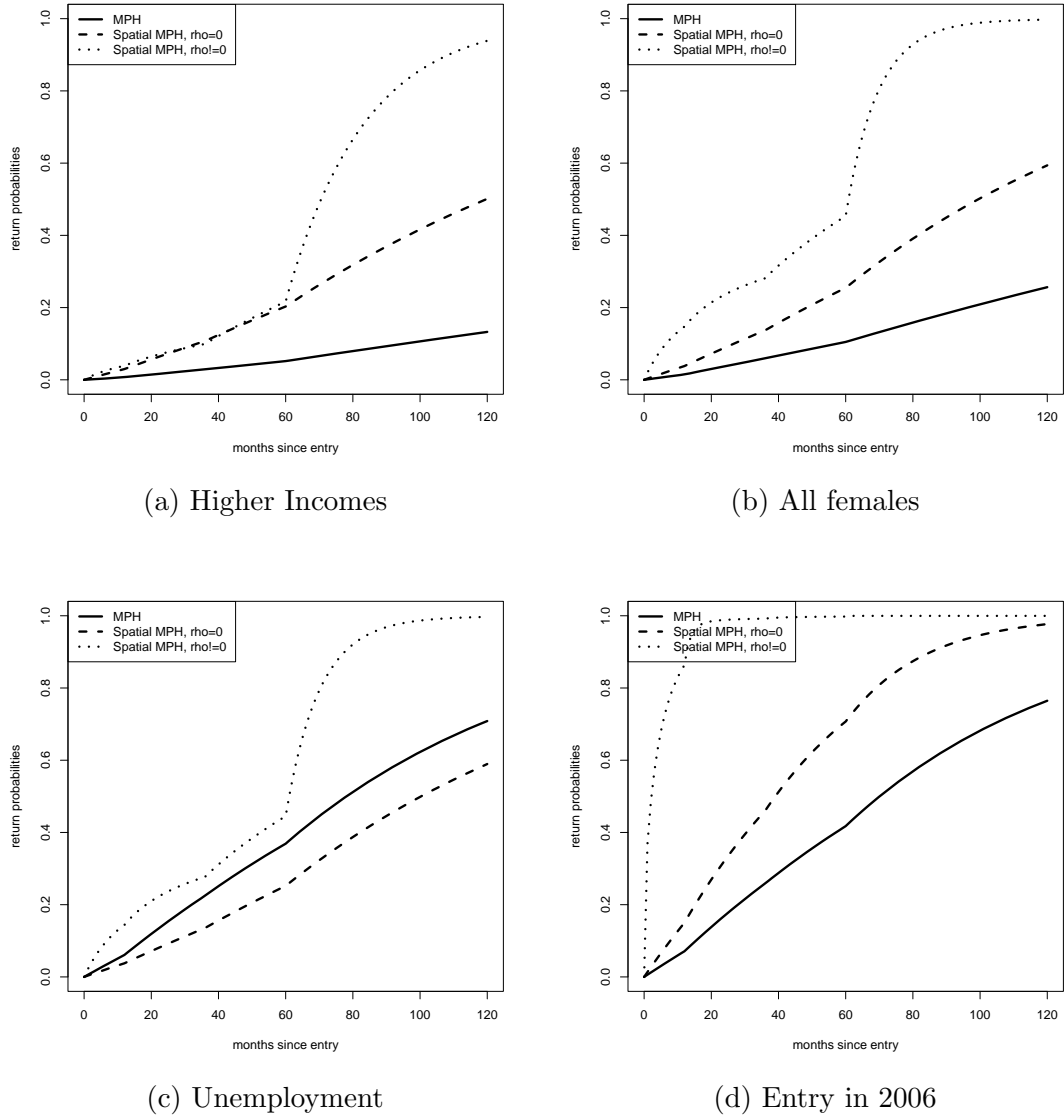 MPH
Spatial MPH, rho=0
Spatial MPH, rho!=0
return probabilities
0.0 0.2 0.4 0.6 0.8 1.0
0 20 40 60 80 100 120
months since entry
(a) Higher Incomes
MPH
Spatial MPH, rho=0
Spatial MPH, rho!=0
return probabilities
0.0 0.2 0.4 0.6 0.8 1.0
0 20 40 60 80 100 120
months since entry
(b) All females
MPH
Spatial MPH, rho=0
Spatial MPH, rho!=0
return probabilities
0.0 0.2 0.4 0.6 0.8 1.0
0 20 40 60 80 100 120
months since entry
(c) Unemployment
MPH
Spatial MPH, rho=0
Spatial MPH, rho!=0
return probabilities
0.0 0.2 0.4 0.6 0.8 1.0
0 20 40 60 80 100 120
months since entry
(d) Entry in 2006